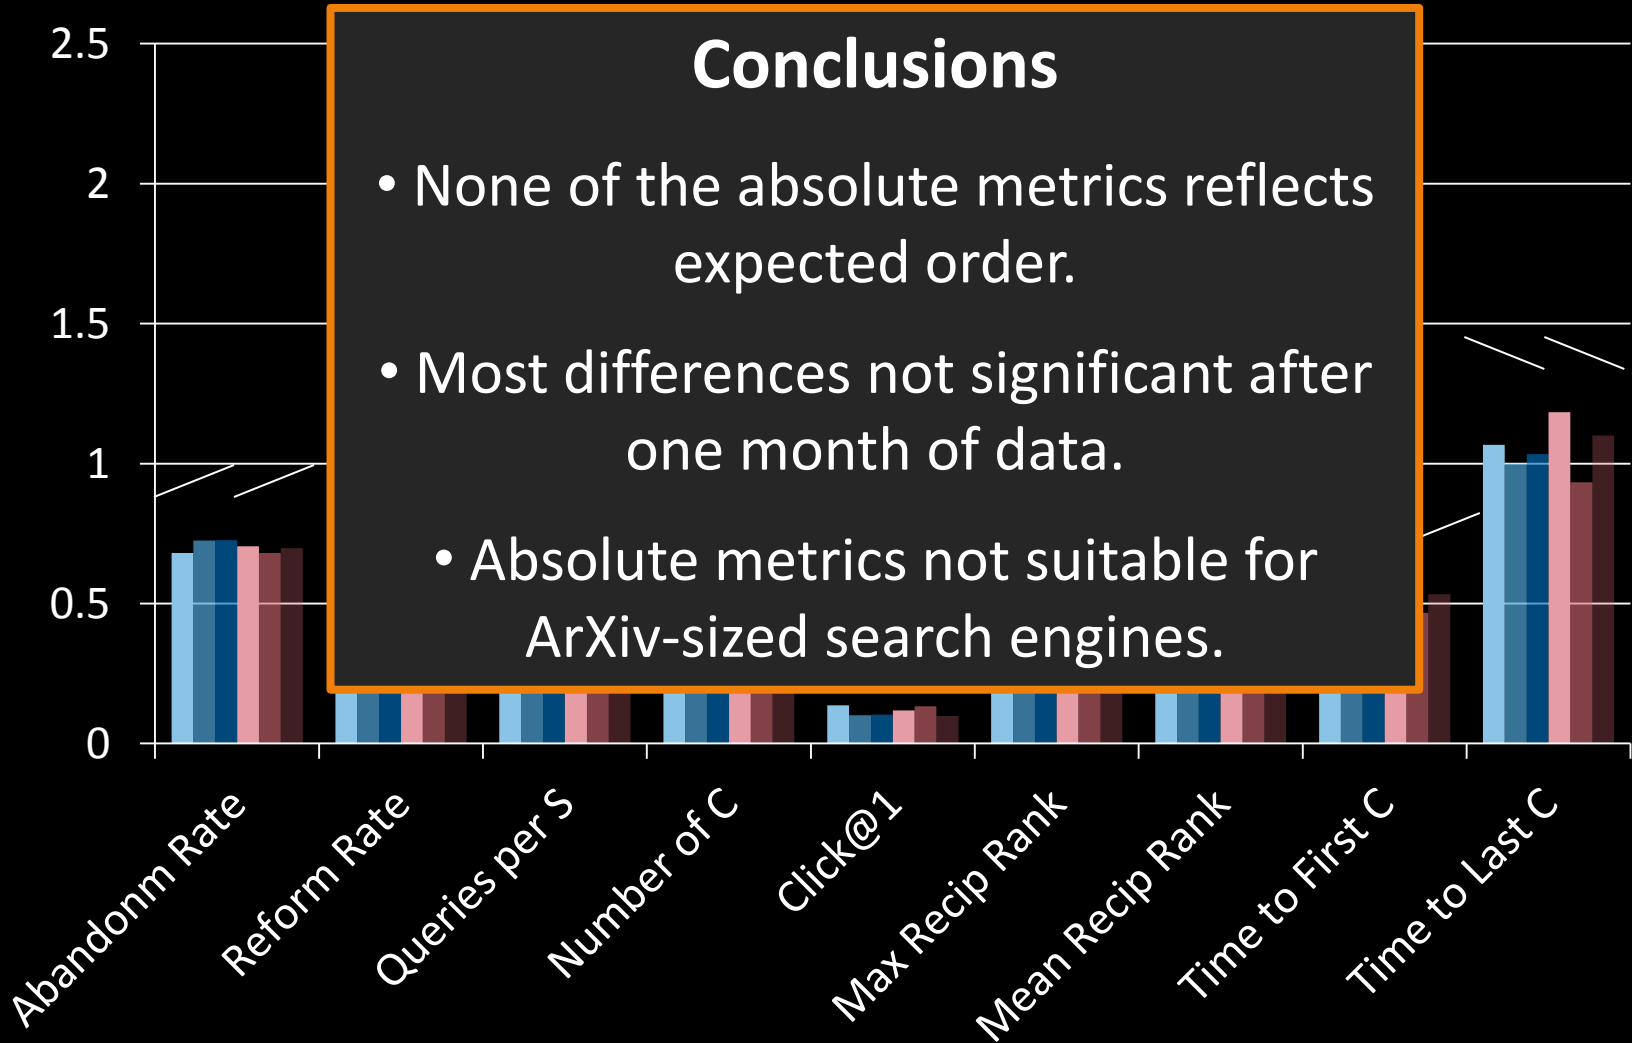 Conclusions
• None of the absolute metrics reflects
expected order.
• Most differences not significant after
one month of data.
• Absolute metrics not suitable for
ArXiv-sized search engines.
2.5
2
1.5
1
0.5
0
Abandonm Rate
Reform Rate
Queries per S
Number of C
Click@1
Max Recip Rank
Mean Recip Rank
Time to First C
Time to Last C